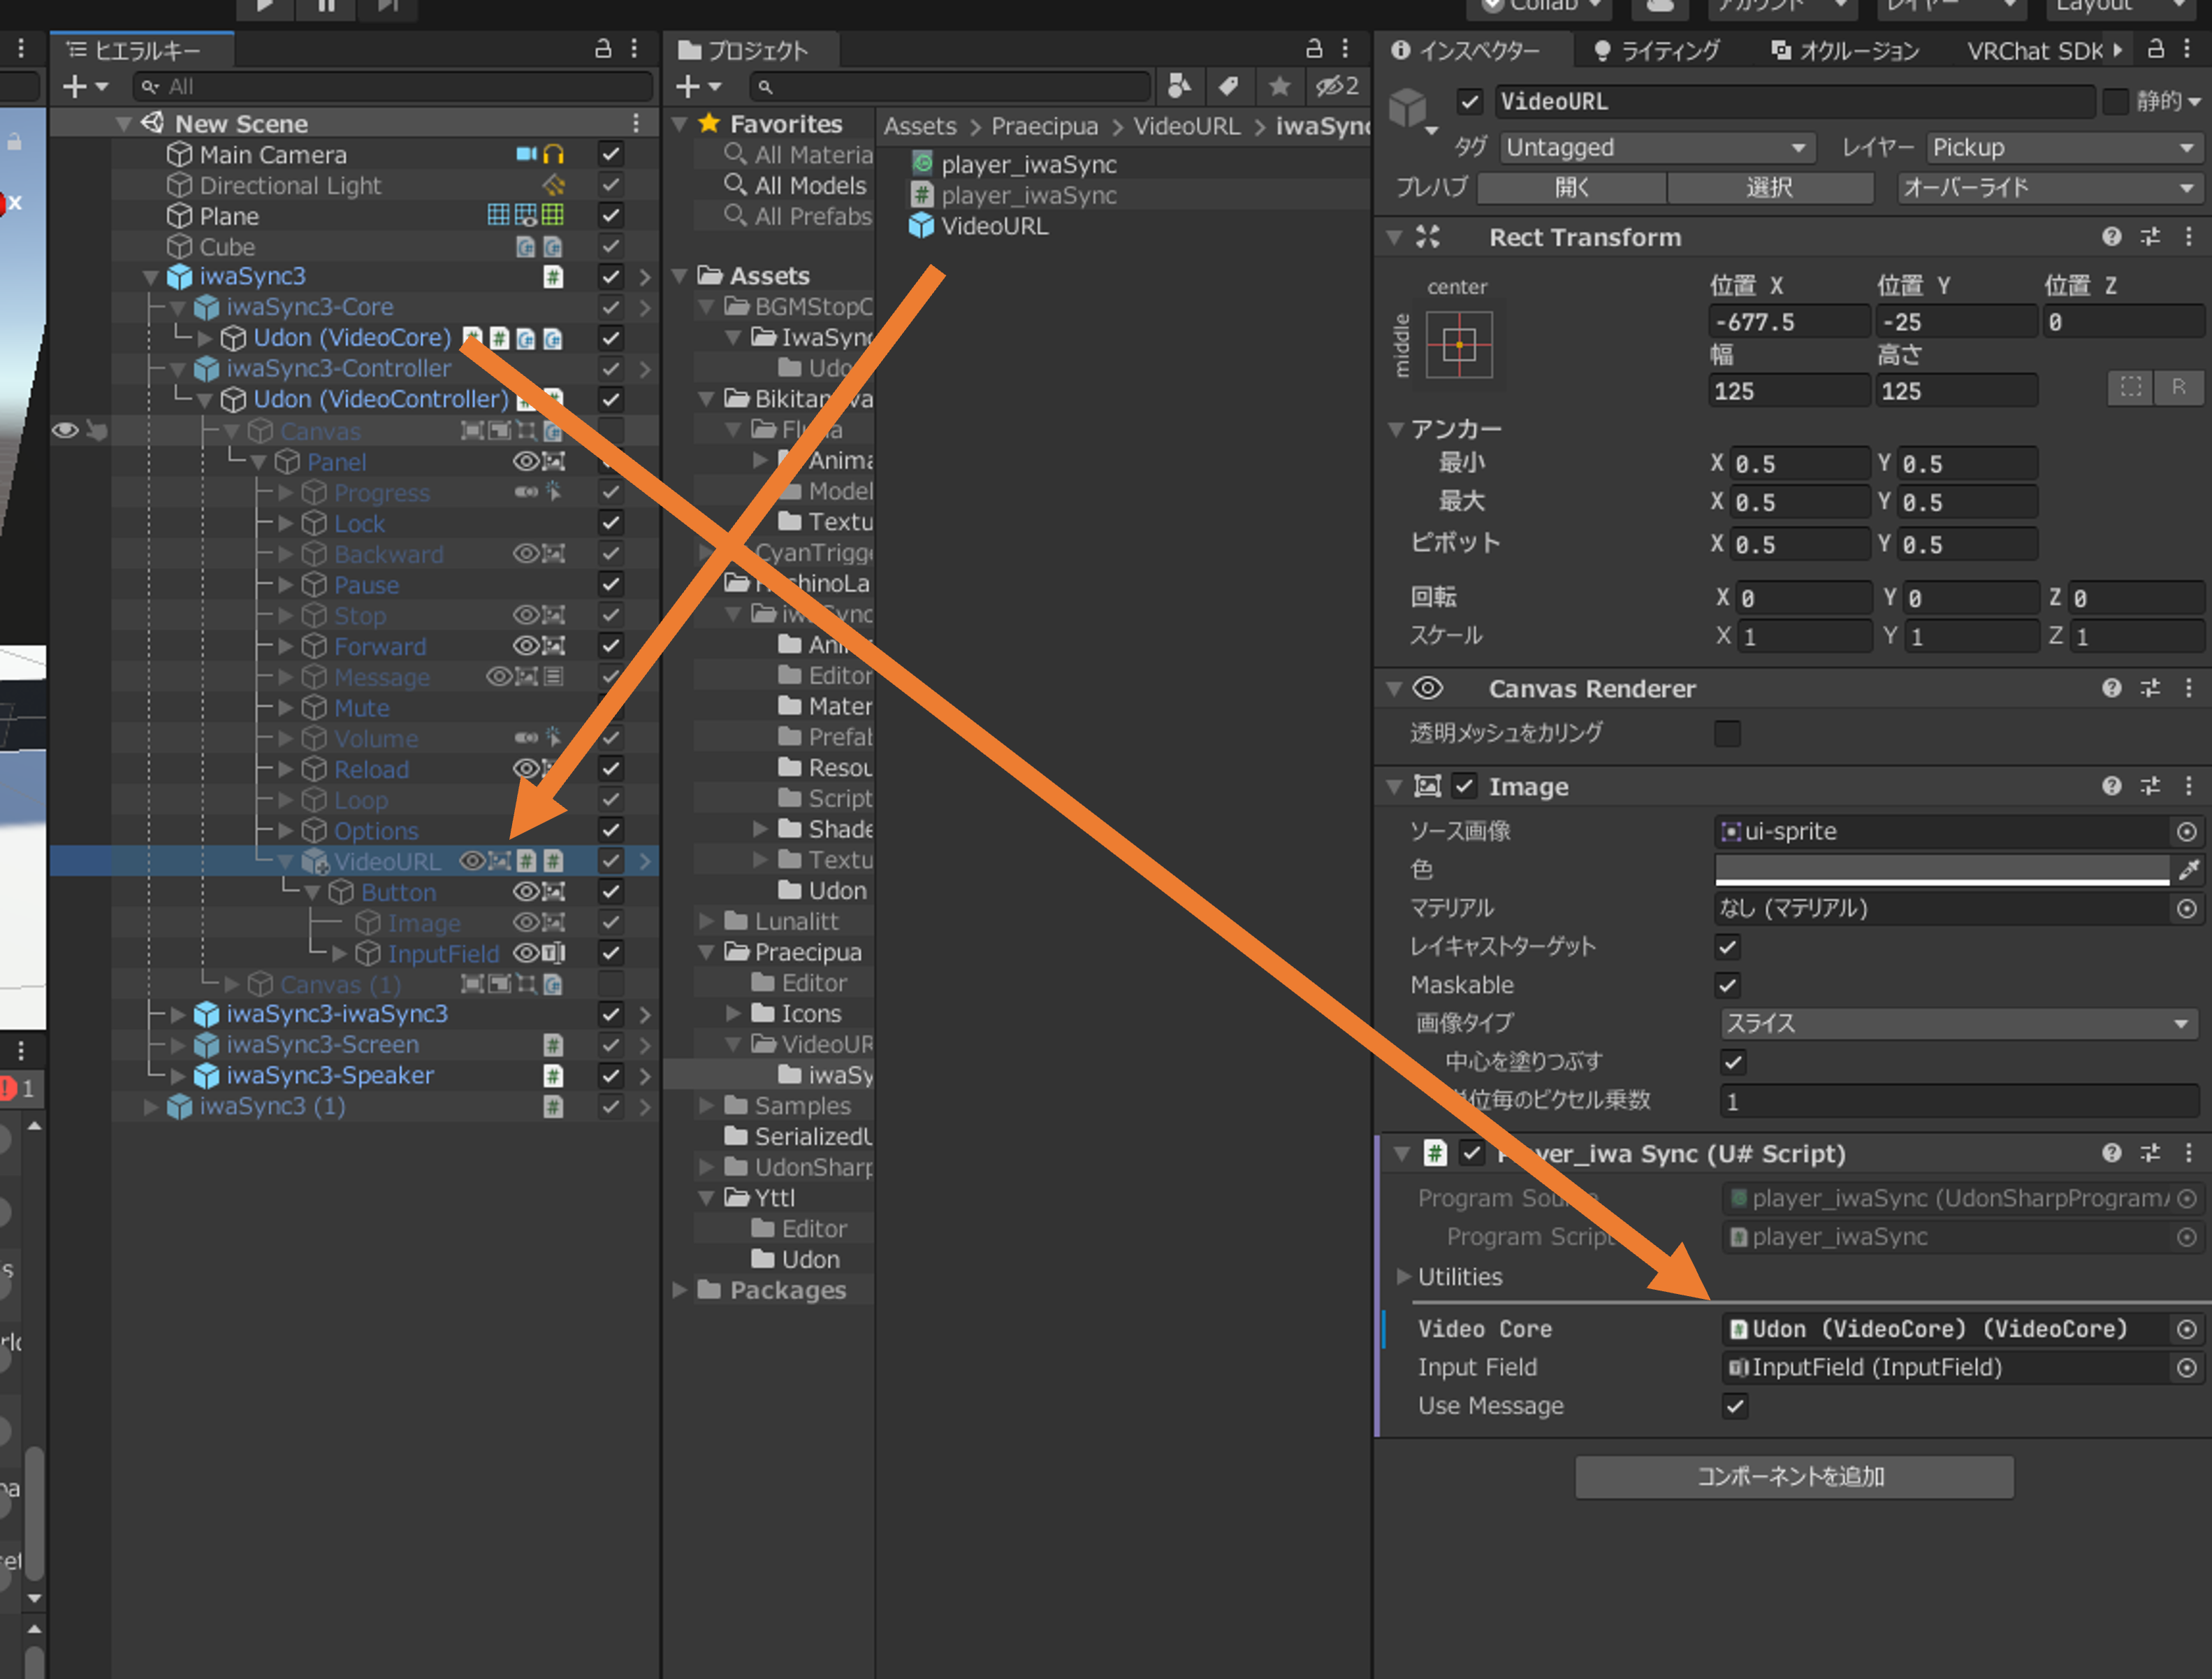 Collab
アカウント
レイヤー
Layout
ヒエラルキー
All
New Scene
Main Camera
Directional Light
Plane
Cube
iwaSync3
iwaSync3-Core
Udon (VideoCore)
iwaSync3-Controller
Udon (VideoController)
Canvas
Panel
Progress
Lock
Backward
Pause
Stop
Forward
Message
Mute
Volume
Reload
Loop
Options
VideoURL
Button
Image
InputField
Canvas (1)
iwaSync3-iwaSync3
iwaSync3-Screen
iwaSync3-Speaker
iwaSync3 (1)
x
1
プロジェクト
2
Favorites
All Materia
All Models
All Prefabs
Assets
BGMStopC
IwaSync
Udo
Bikitan
Anima
Model
Textu
CyanTrigge
shinoLa
Editor
Mater
Prefab
Resou
Script
Shade
Textu
Udon
Lunalitt
Praecipua
Editor
Icons
VideoUR
iwaSy
Samples
SerializedU
UdonSharp
Yttl
Editor
Udon
Packages
Assets > Praecipua > VideoURL > iwaSync
player_iwaSync
player_iwaSync
VideoURL
インスペクター
ライティング
オクルージョン
VRChat SDK
VideoURL
静的
タグ Untagged
レイヤー Pickup
プレハブ 開く 選択 オーバーライド
Rect Transform
center
middle
位置 X 位置 Y 位置 Z
-677.5 -25 0
幅 高さ
125 125
R
アンカー
最小 X 0.5 Y 0.5
最大 X 0.5 Y 0.5
ピボット X 0.5 Y 0.5
回転 X 0 Y 0 Z 0
スケール X 1 Y 1 Z 1
Canvas Renderer
透明メッシュをカリング
Image
ソース画像 ui-sprite
色
マテリアル なし (マテリアル)
レイキャストターゲット
Maskable
画像タイプ スライス
中心を塗りつぶす
位毎のピクセル乗数 1
Player_iwa Sync (U# Script)
Program Source player_iwaSync (UdonSharpProgramA
Program Script player_iwaSync
Utilities
Video Core Udon (VideoCore) (VideoCore)
Input Field InputField (InputField)
Use Message
コンポーネントを追加